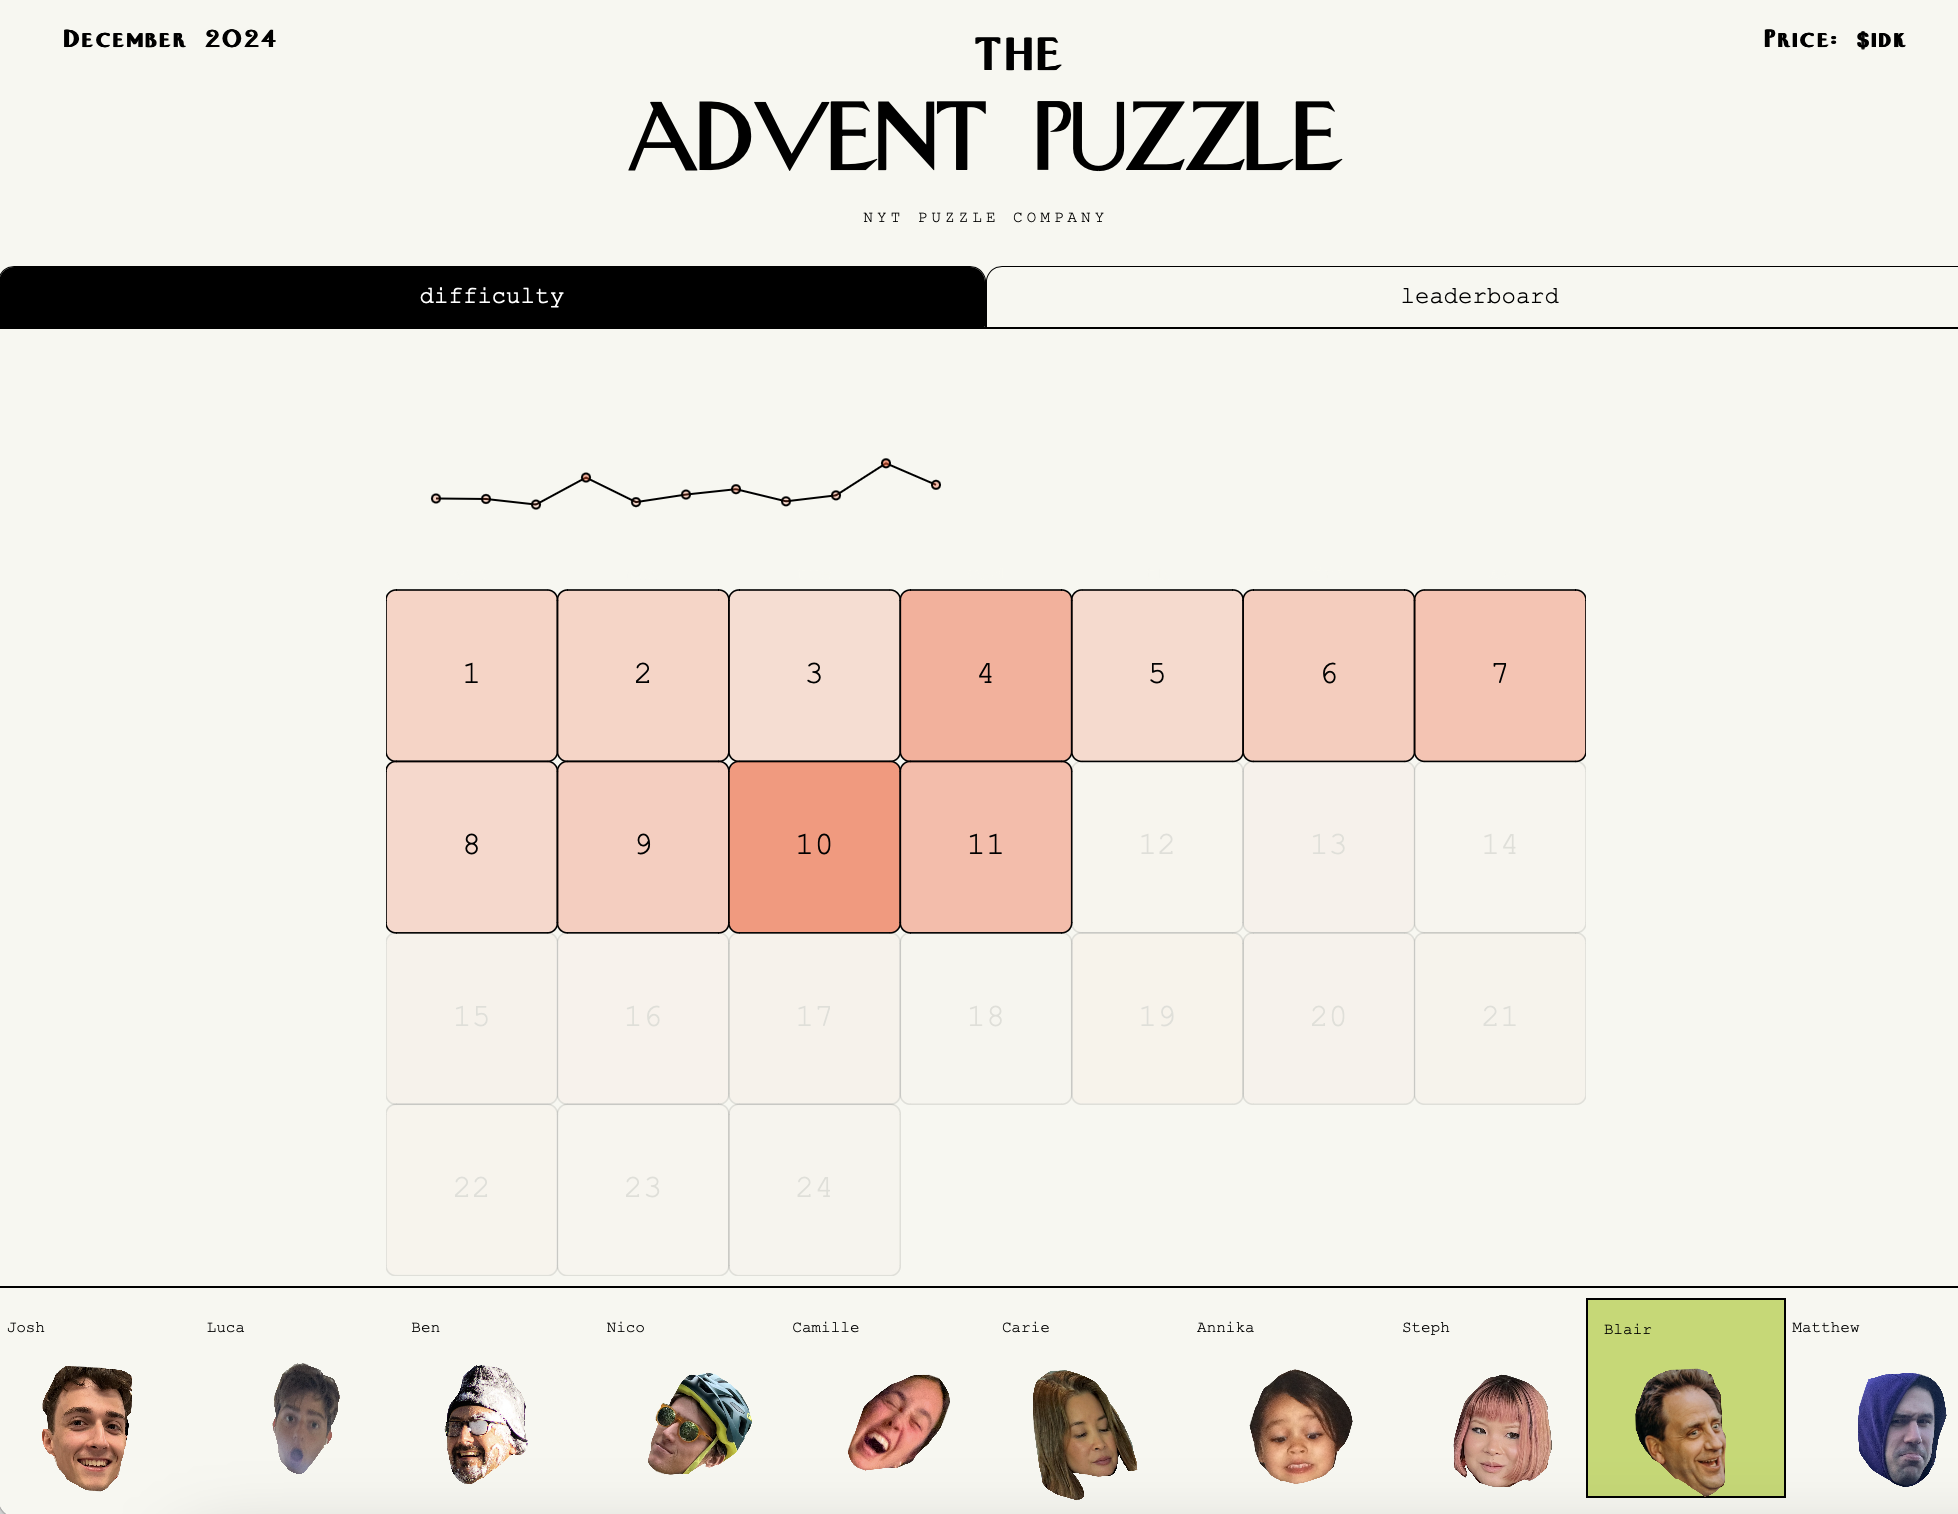 December 2024
THE
Price: $idk
ADVENT PUZZLE
NYT PUZZLE COMPANY
difficulty
leaderboard
1 2 3 4 5 6 7
8 9 10 11 12 13 14
15 16 17 18 19 20 21
22 23 24
Josh Luca Ben Nico Camille Carie Annika Steph Blair Matthew